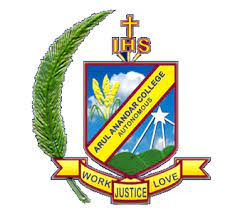 IHS
ARUL ANANDAR COLLEGE
AUTONOMOUS
WORK JUSTICE LOVE